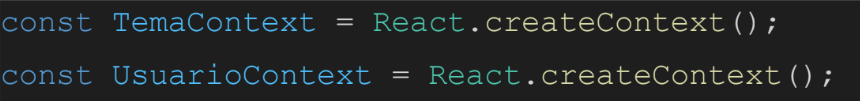 const TemaContext = React.createContext();
const UsuarioContext = React.createContext();